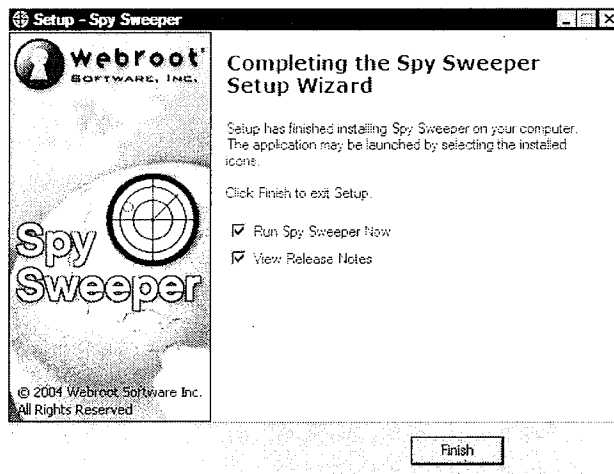 Setup - Spy Sweeper
webroot
SOFTWARE, INC.
Spy
Sweeper
© 2004 Webroot Software Inc.
All Rights Reserved
Completing the Spy Sweeper
Setup Wizard
Setup has finished installing Spy Sweeper on your computer.
The application may be launched by selecting the installed
icons.
Click Finish to exit Setup.
Run Spy Sweeper Now
View Release Notes
Finish